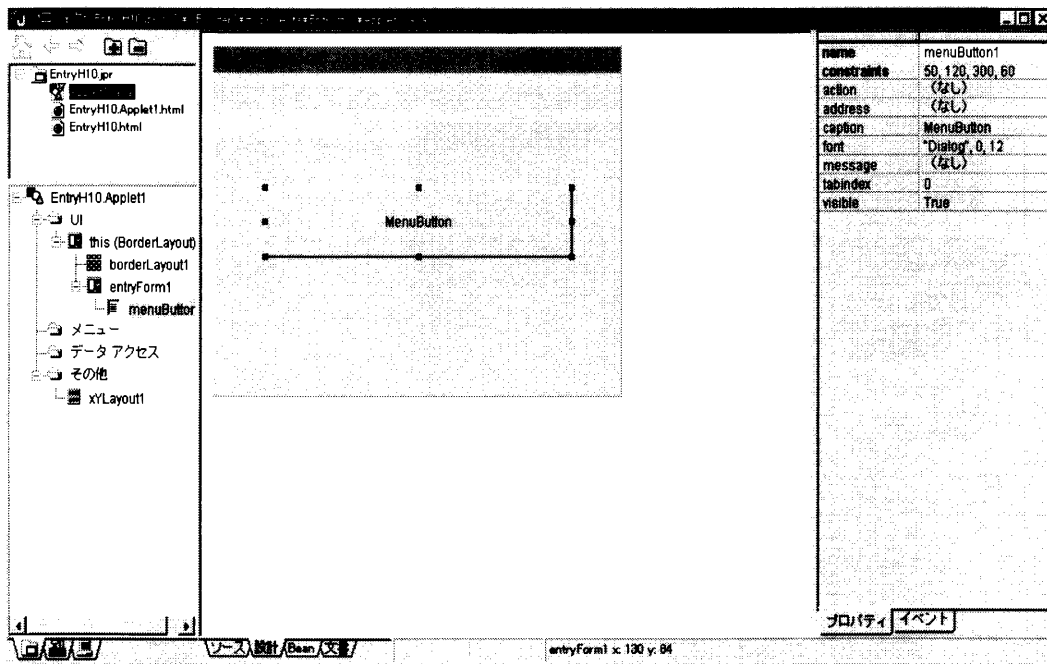 EntryH10.jpr
EntryH10.Applet1.html
EntryH10.html
EntryH10.Applet1
UI
this (BorderLayout)
borderLayout1
entryForm1
menuButtor
メニュー
データ アクセス
その他
xYLayout1
MenuButton
name menuButton1
constraints 50, 120, 300, 60
action (なし)
address (なし)
caption MenuButton
font "Dialog", 0, 12
message (なし)
tabindex 0
visible True
プロパティ イベント
ソース 設計 Bean 文書
entryForm1 x: 130 y: 84